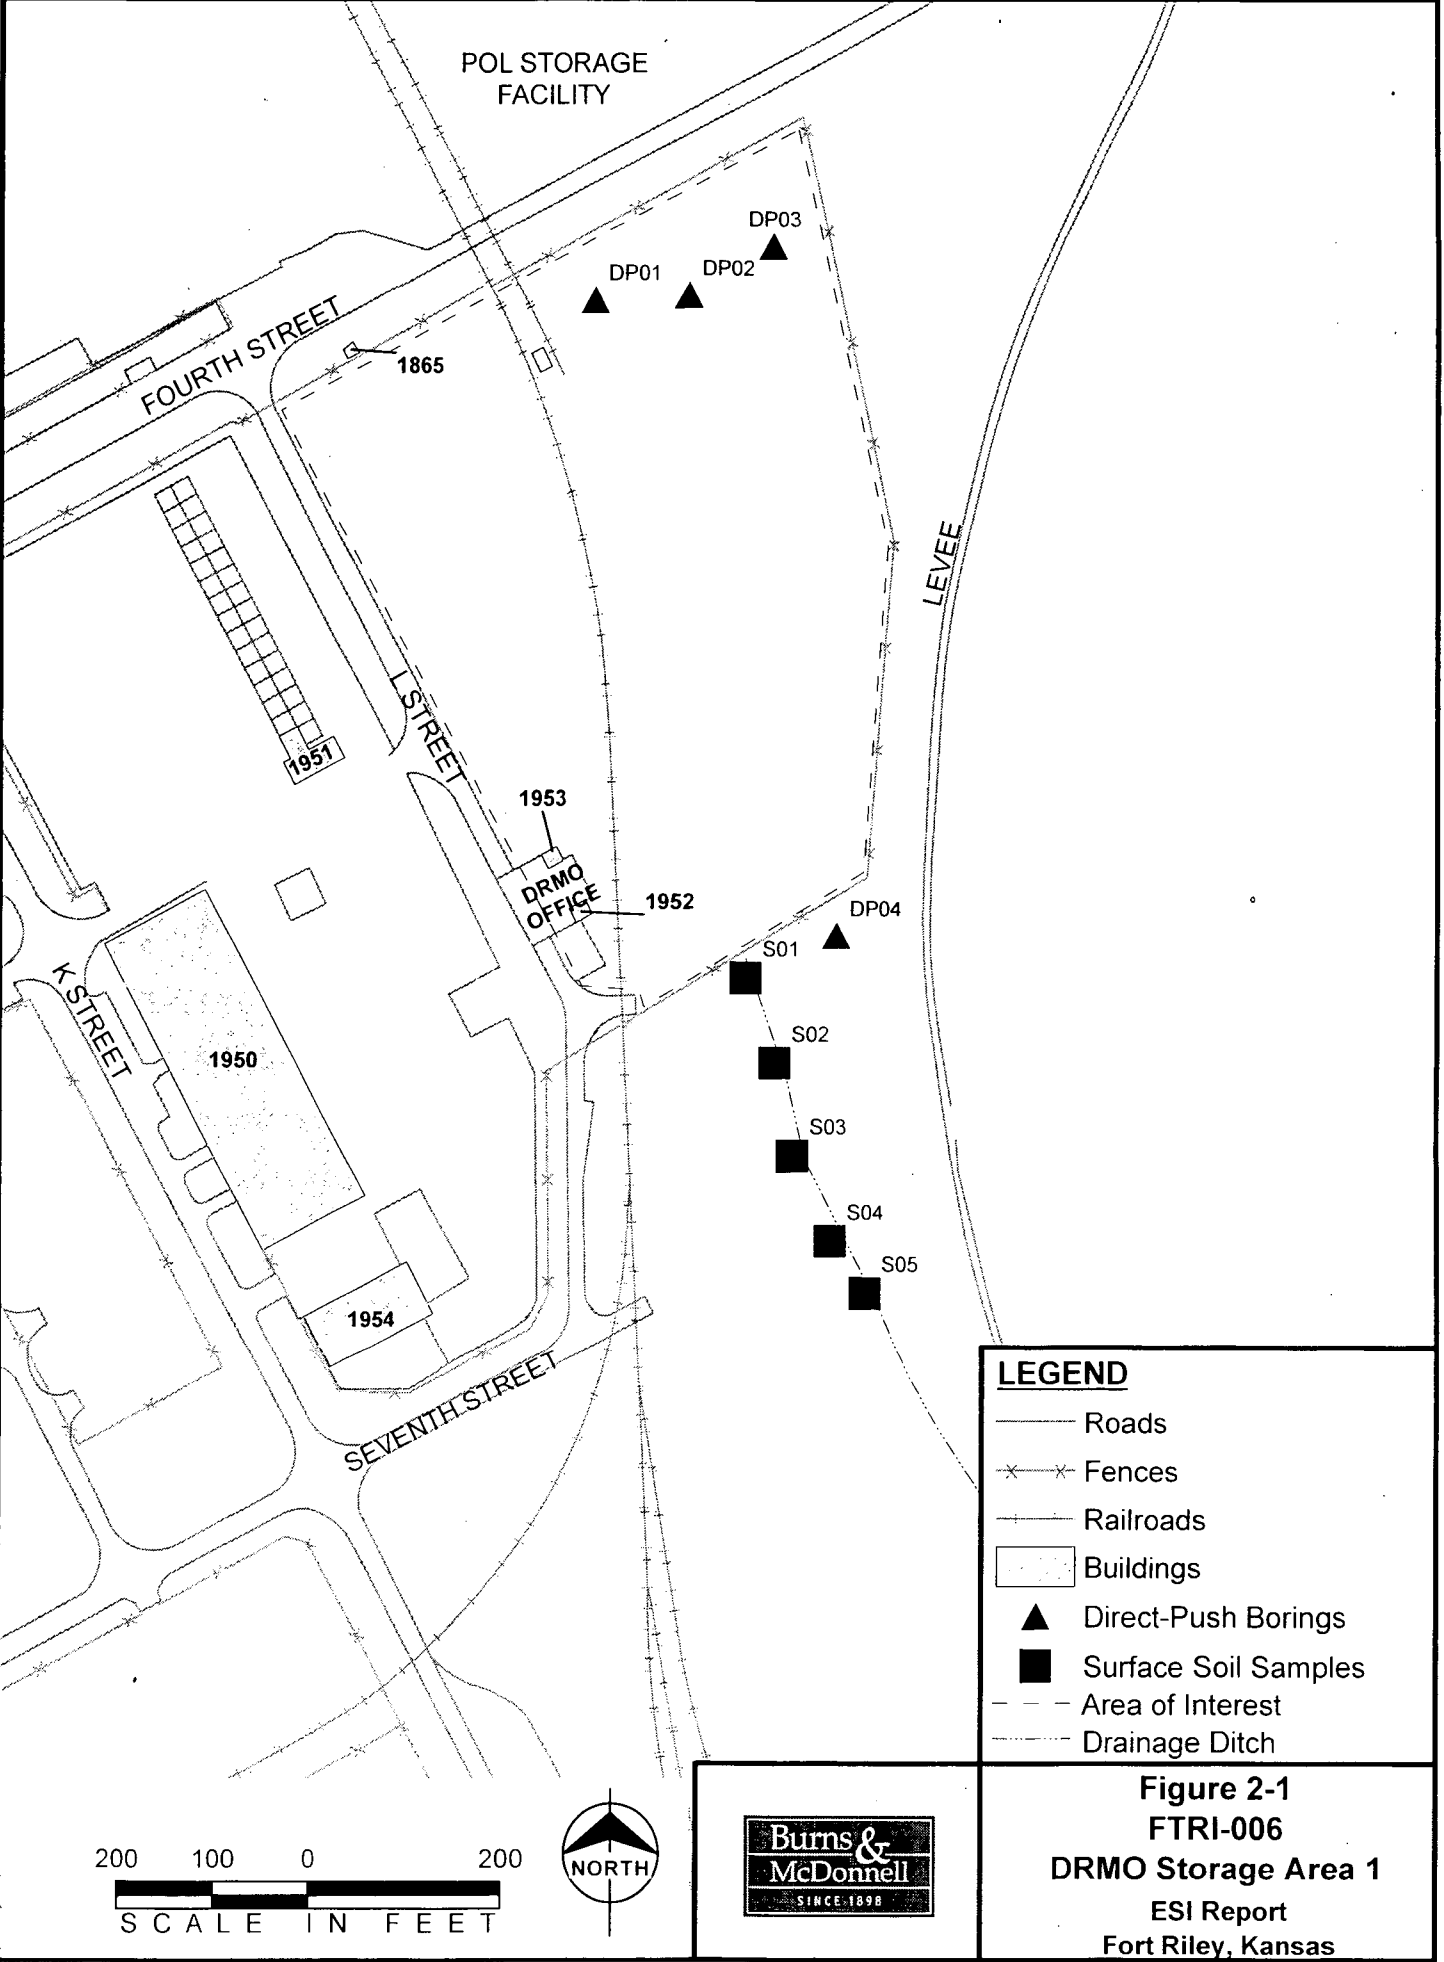 POL STORAGE
FACILITY
DP03
DP01
DP02
FOURTH STREET
1865
LEVEE
L STREET
1951
1953
DRMO
OFFICE
1952
DP04
S01
K STREET
1950
S02
S03
S04
S05
1954
SEVENTH STREET
LEGEND
Roads
Fences
Railroads
Buildings
Direct-Push Borings
Surface Soil Samples
Area of Interest
Drainage Ditch
200 100 0 200
SCALE IN FEET
NORTH
Burns &
McDonnell
SINCE 1898
Figure 2-1
FTRI-006
DRMO Storage Area 1
ESI Report
Fort Riley, Kansas